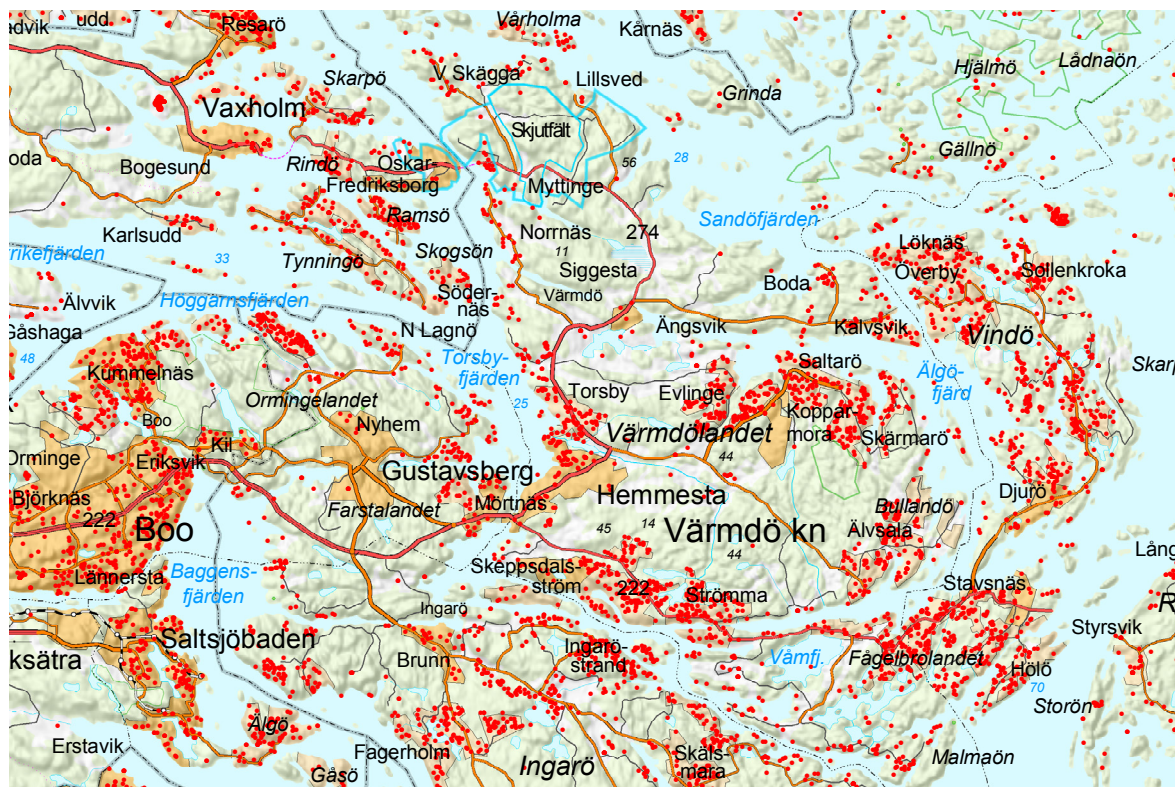 udd.
Resarö
Vårholma
Kårnäs
Lådnaön
Hjälmö
Skarpö
V Skägga
Lillsved
Grinda
Vaxholm
Skjutfält
Gällnö
Bogesund
Rindö
Oskar-
Fredriksborg
56
28
Myttinge
Ramsö
Sandöfjärden
Karlsudd
Norrnäs
274
Löknäs
Skogsön
11
Överby
Sollenkroka
33
Tynningö
Siggesta
Boda
Älvvik
Höggarnsfjärden
Söder-
näs
Värmdö
Gåshaga
N Lagnö
Ängsvik
Kalvsvik
Vindö
48
Torsby-
fjärden
Saltarö
Älgö-
fjärd
Kummelnäs
Ormingelandet
25
Torsby
Evlinge
Koppar-
mora
Boo
Nyhem
Värmdölandet
Skärmarö
Orminge
Kil
Eriksvik
Gustavsberg
44
Björknäs
Mörtnäs
Hemmesta
Djurö
222
Farstalandet
Bullandö
Boo
45
14
Värmdö kn
Älvsala
44
Lännersta
Baggens-
fjärden
Skeppsdals-
ström
222
Strömma
Stavsnäs
Ingarö
Styrsvik
Saltsjöbaden
Brunn
Ingarö-
strand
Våmfj.
Fågelbrolandet
Hölö
ksätra
70
Storön
Älgö
Erstavik
Fagerholm
Gåsö
Ingarö
Skäls-
mara
Malmaön